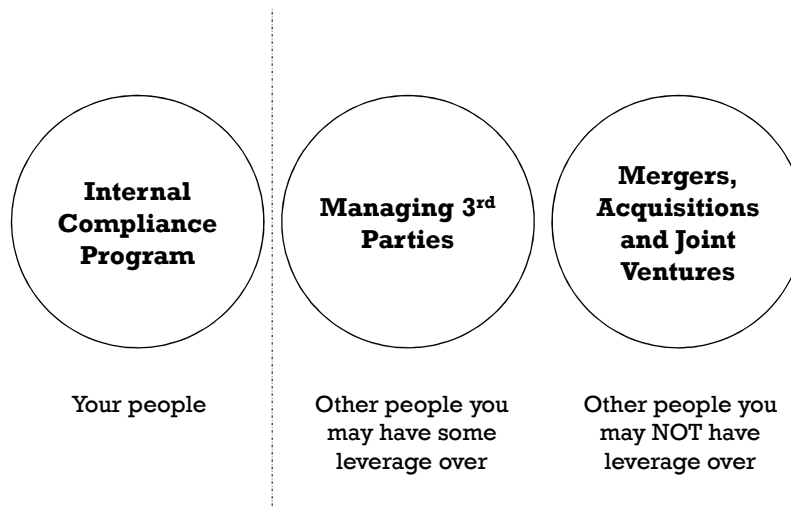 Internal
Compliance
Program
Managing 3rd
Parties
Mergers,
Acquisitions
and Joint
Ventures
Your people
Other people you
may have some
leverage over
Other people you
may NOT have
leverage over